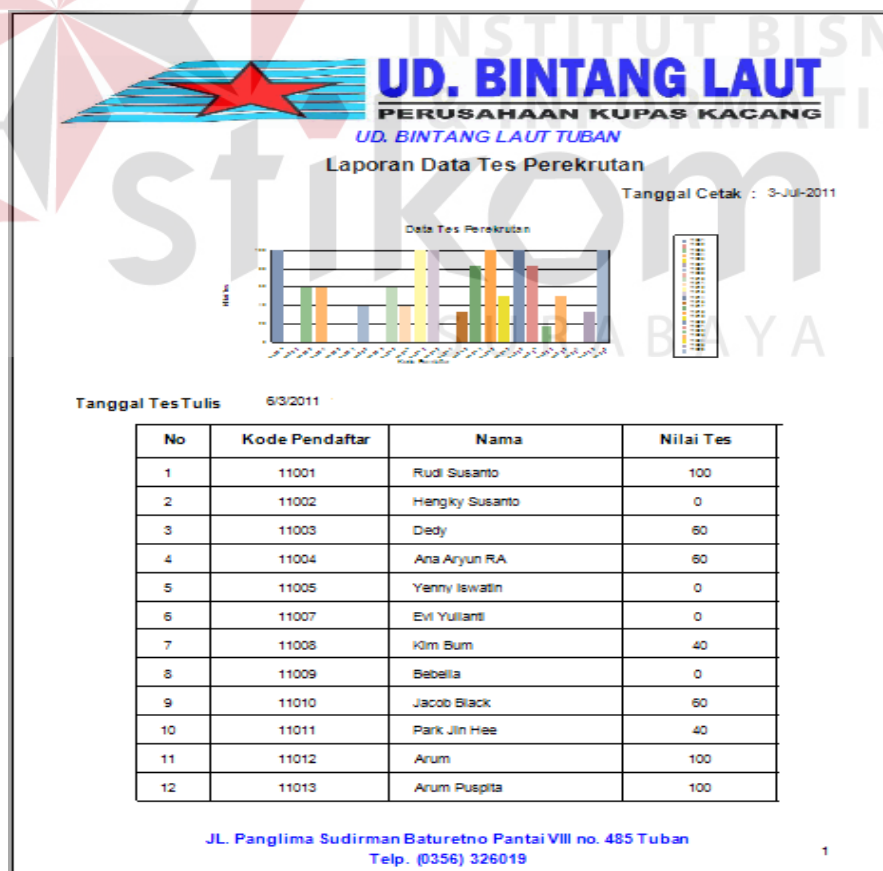 INSTITUT BISN
UD. BINTANG LAUT
PERUSAHAAN KUPAS KACANG
INFORMATI
UD. BINTANG LAUT TUBAN
stikom
SURABAYA
Laporan Data Tes Perekrutan
Tanggal Cetak : 3-Jul-2011
Data Tes Perekrutan
Tanggal Tes Tulis 6/3/2011
No Kode Pendaftar Nama Nilai Tes
1 11001 Rudi Susanto 100
2 11002 Hengky Susanto 0
3 11003 Dedy 60
4 11004 Ana Aryun RA 60
5 11005 Yenny Iswatin 0
6 11007 Evi Yulianti 0
7 11008 Kim Bum 40
8 11009 Bebella 0
9 11010 Jacob Black 60
10 11011 Park Jin Hee 40
11 11012 Arum 100
12 11013 Arum Puspita 100
JL. Panglima Sudirman Baturetno Pantai VIII no. 485 Tuban
Telp. (0356) 326019
1